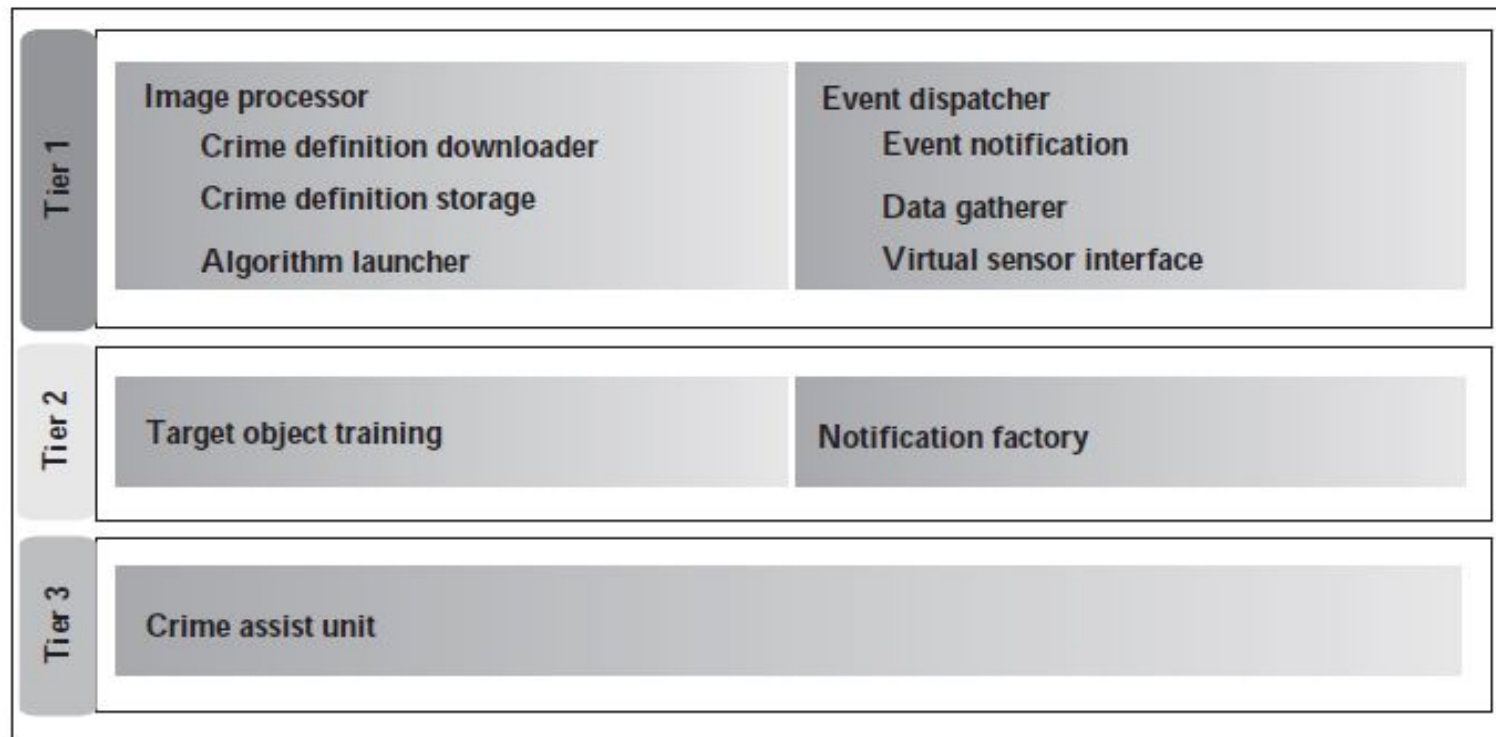 Tier 1
Image processor
Crime definition downloader
Crime definition storage
Algorithm launcher
Event dispatcher
Event notification
Data gatherer
Virtual sensor interface
Tier 2
Target object training
Notification factory
Tier 3
Crime assist unit